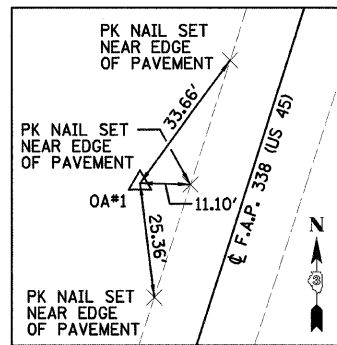 PK NAIL SET
NEAR EDGE
OF PAVEMENT
33.66'
PK NAIL SET
NEAR EDGE
OF PAVEMENT
OA#1
11.10'
25.36'
℄ F.A.P. 338 (US 45)
N
3
PK NAIL SET
NEAR EDGE
OF PAVEMENT